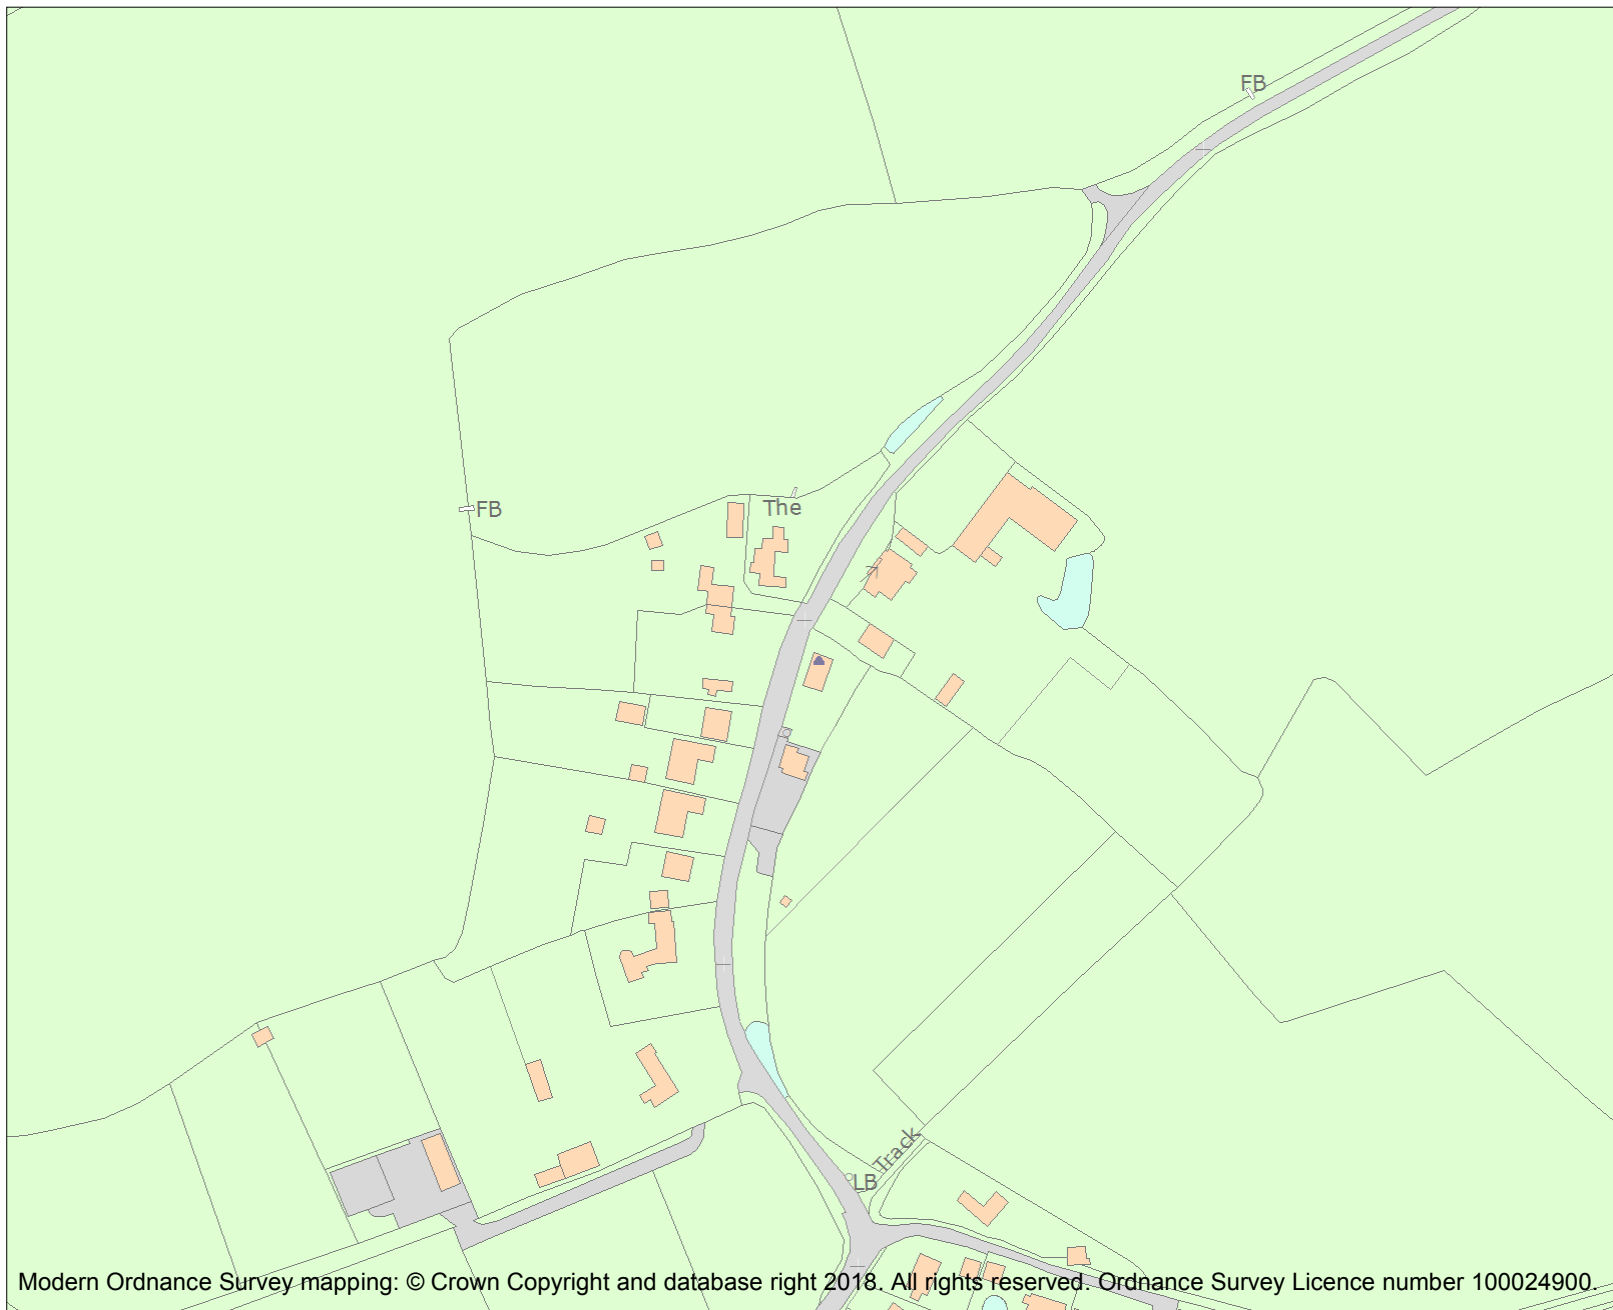 FB
The
FB
Track
LB
Modern Ordnance Survey mapping: © Crown Copyright and database right 2018. All rights reserved. Ordnance Survey Licence number 100024900.